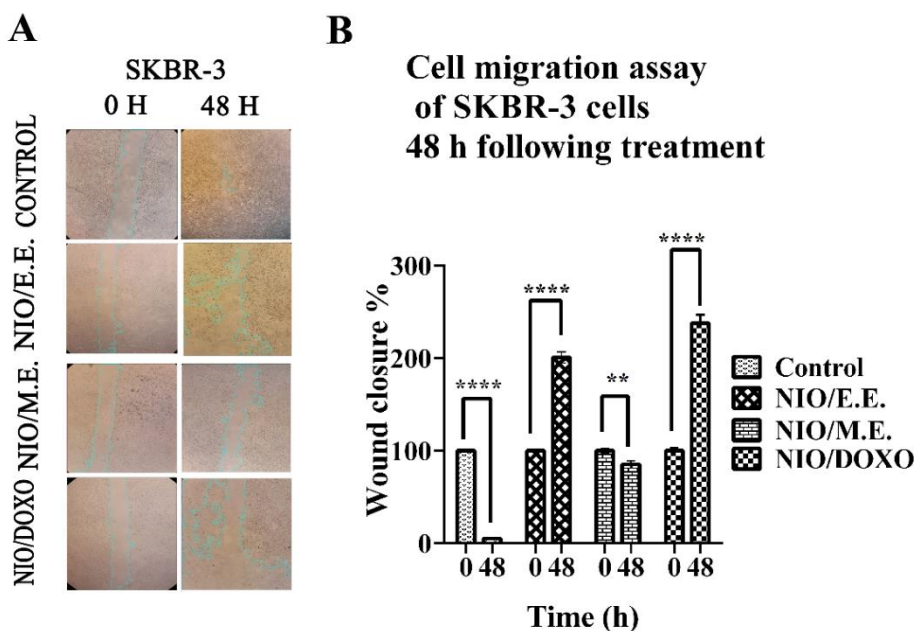 A
SKBR-3
0 H 48 H
CONTROL
NIO/E.E.
NIO/M.E.
NIO/DOXO
B
Cell migration assay
of SKBR-3 cells
48 h following treatment
Wound closure %
300
200
100
0
****
****
**
****
0 48 0 48 0 48 0 48
Time (h)
Control
NIO/E.E.
NIO/M.E.
NIO/DOXO